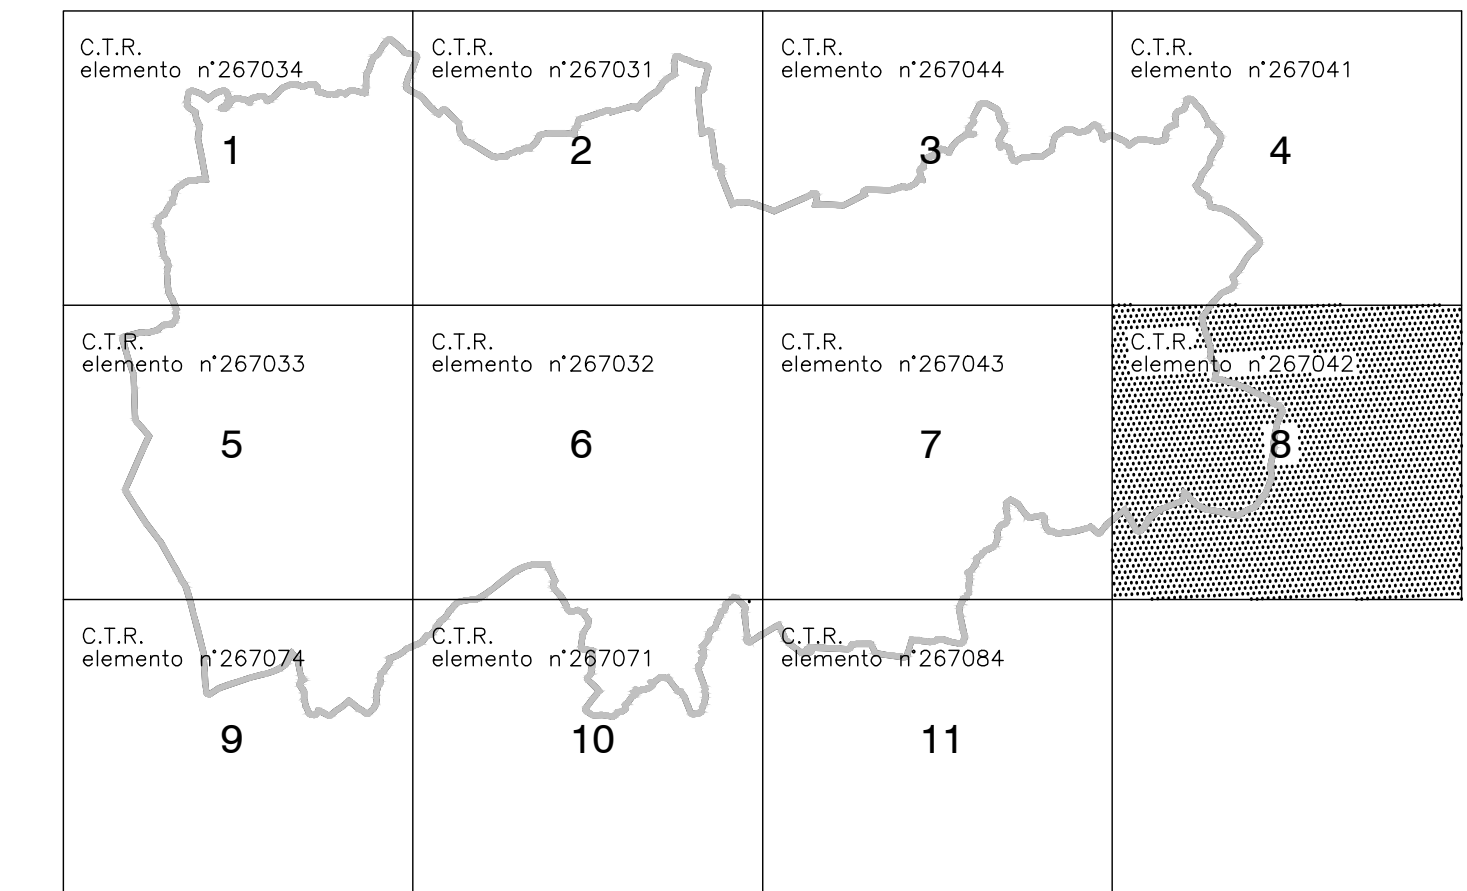 C.T.R.
elemento n°267034
1
C.T.R.
elemento n°267031
2
C.T.R.
elemento n°267044
3
C.T.R.
elemento n°267041
4
C.T.R.
elemento n°267033
5
C.T.R.
elemento n°267032
6
C.T.R.
elemento n°267043
7
C.T.R.
elemento n°267042
8
C.T.R.
elemento n°267074
9
C.T.R.
elemento n°267071
10
C.T.R.
elemento n°267084
11